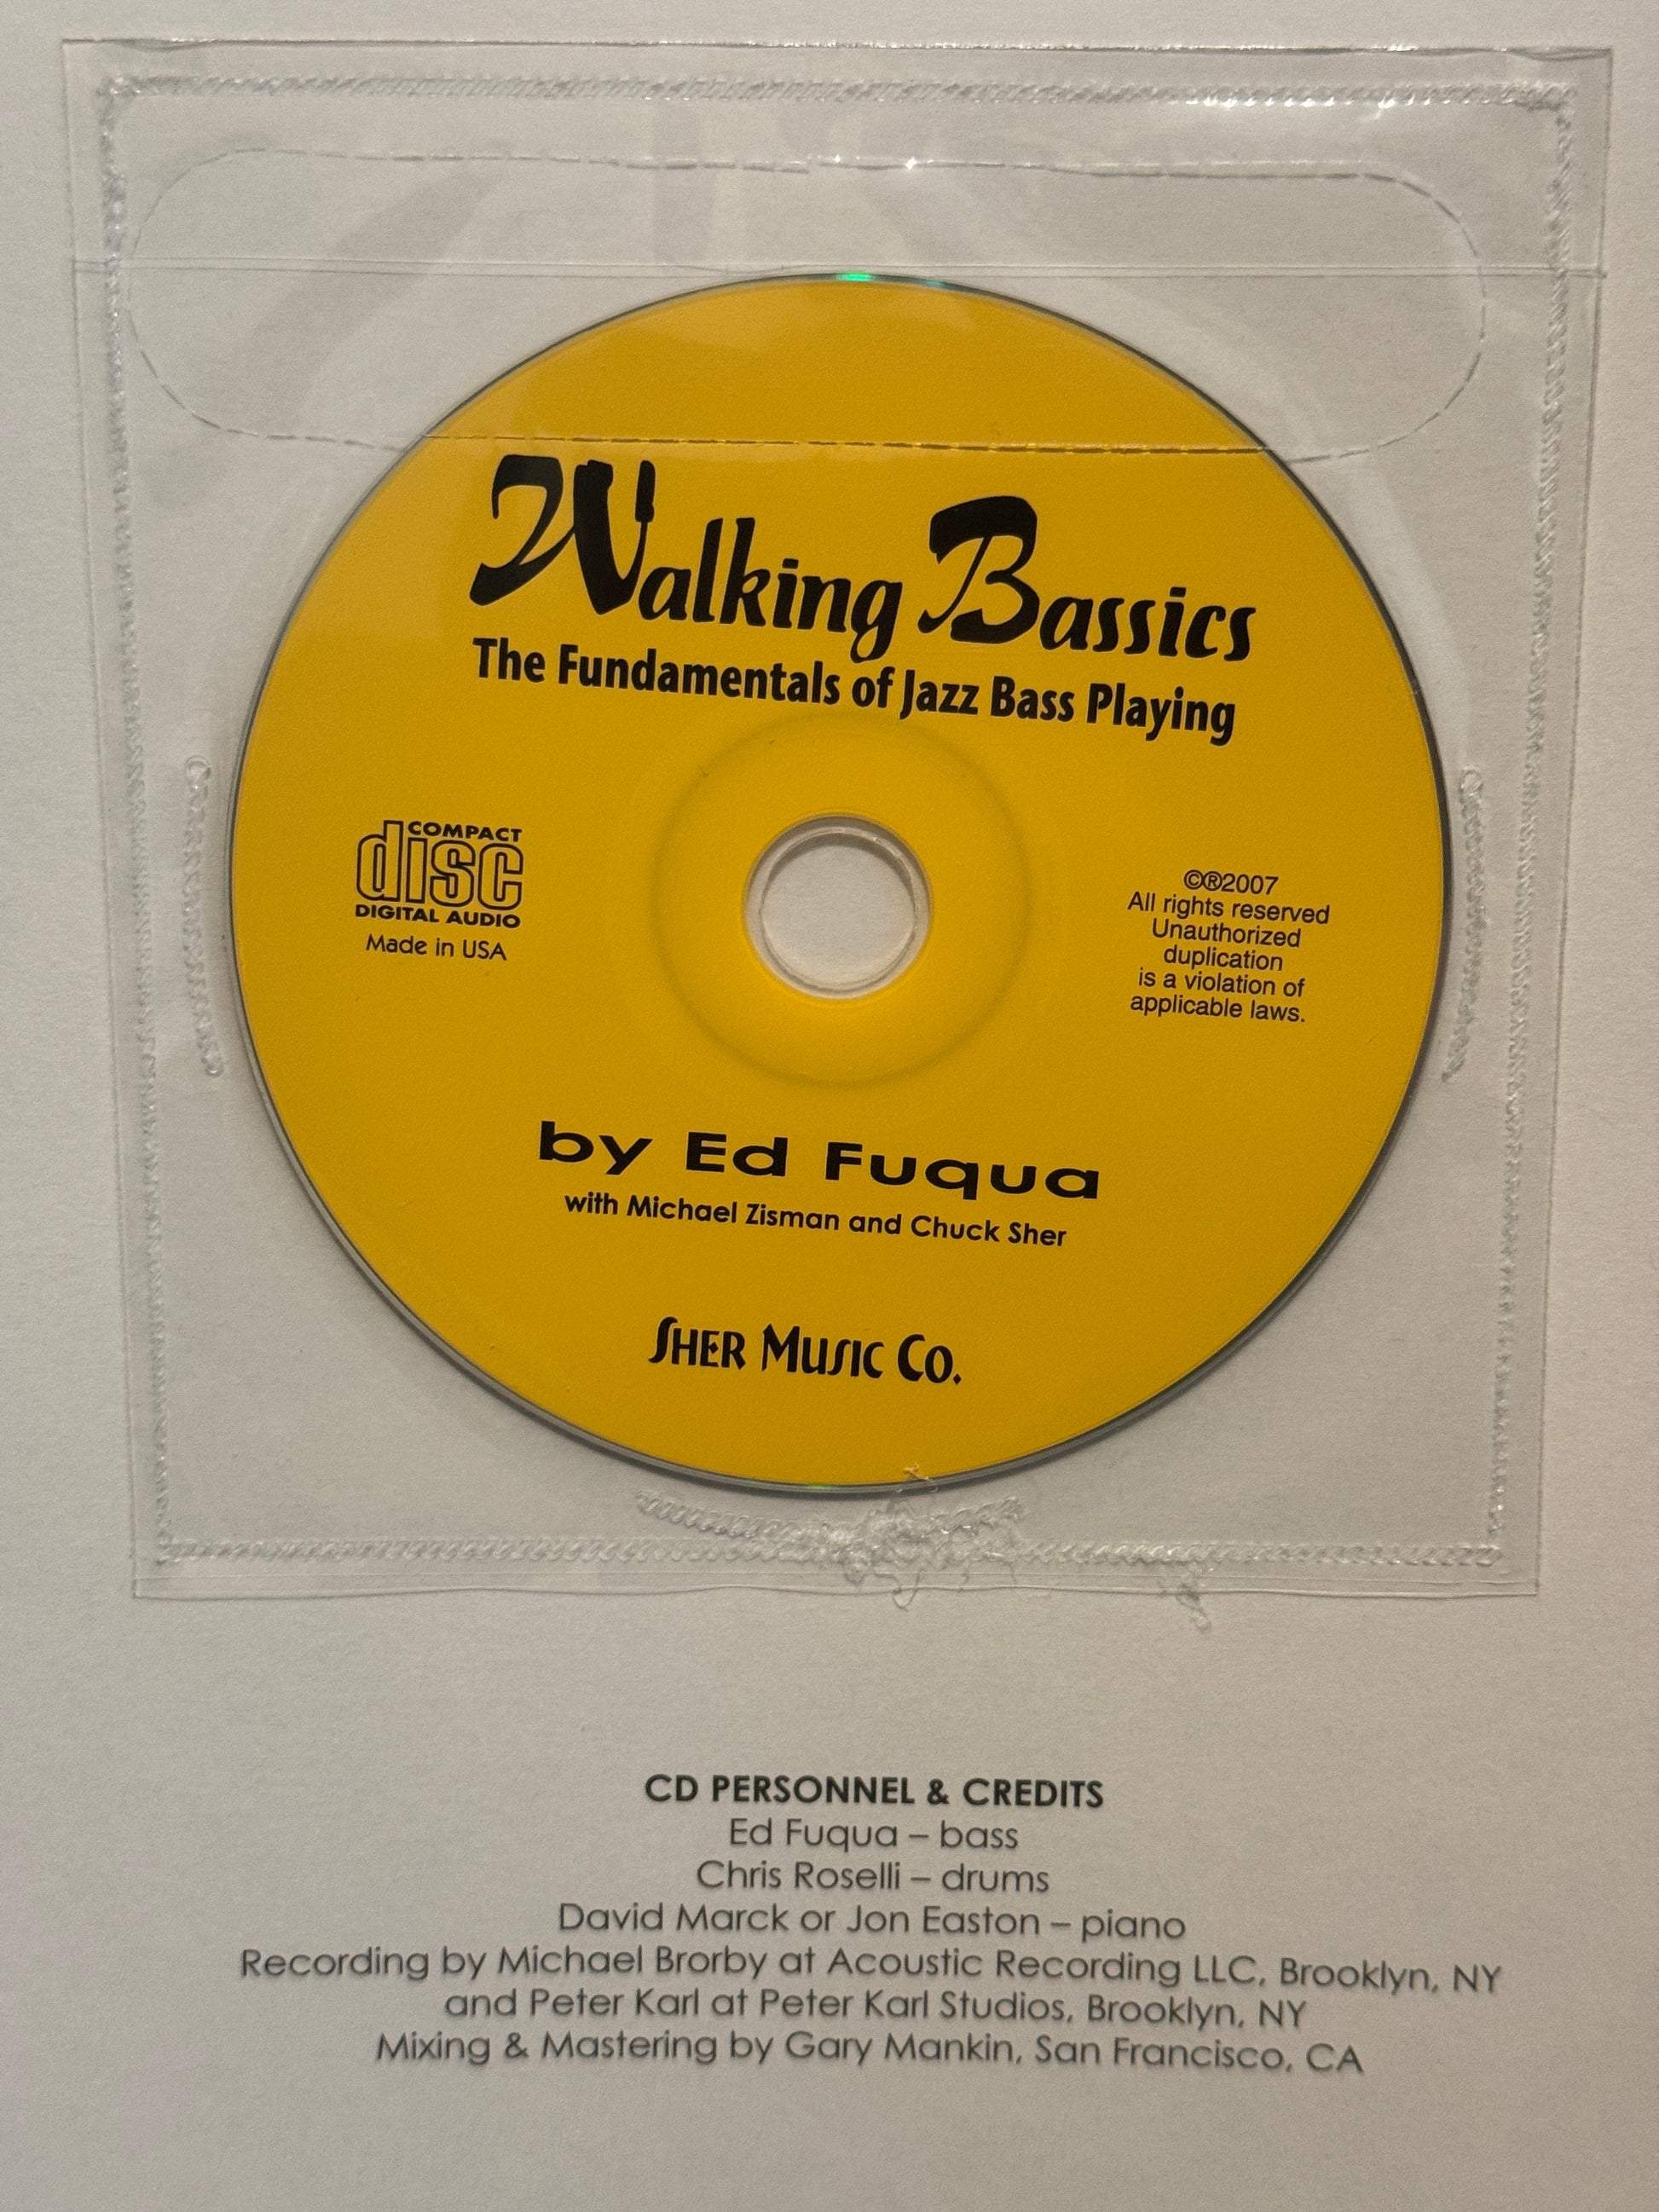 Walking Bassics
The Fundamentals of Jazz Bass Playing
COMPACT
disc
DIGITAL AUDIO
Made in USA
©®2007
All rights reserved
Unauthorized
duplication
is a violation of
applicable laws.
by Ed Fuqua
with Michael Zisman and Chuck Sher
SHER MUSIC CO.
CD PERSONNEL & CREDITS
Ed Fuqua – bass
Chris Roselli – drums
David Marck or Jon Easton – piano
Recording by Michael Brorby at Acoustic Recording LLC, Brooklyn, NY
and Peter Karl at Peter Karl Studios, Brooklyn, NY
Mixing & Mastering by Gary Mankin, San Francisco, CA